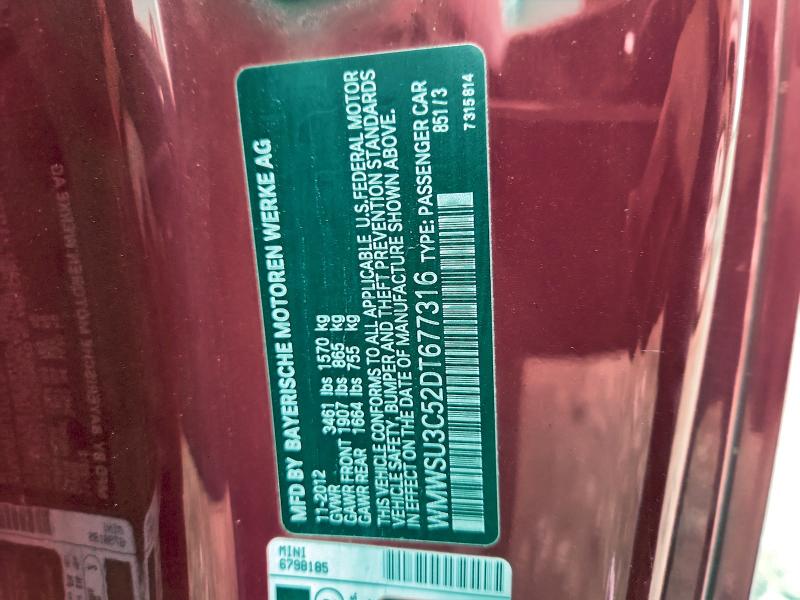 MFD BY BAYERISCHE MOTOREN WERKE AG
11-2012
GVWR 3461 lbs 1570 kg
GAWR FRONT 1907 lbs 865 kg
GAWR REAR 1664 lbs 755 kg
THIS VEHICLE CONFORMS TO ALL APPLICABLE U.S.FEDERAL MOTOR
VEHICLE SAFETY, BUMPER AND THEFT PREVENTION STANDARDS
IN EFFECT ON THE DATE OF MANUFACTURE SHOWN ABOVE.
WMWSU3C52DT677316 TYPE: PASSENGER CAR
851/3
7315814
MINI
6798185